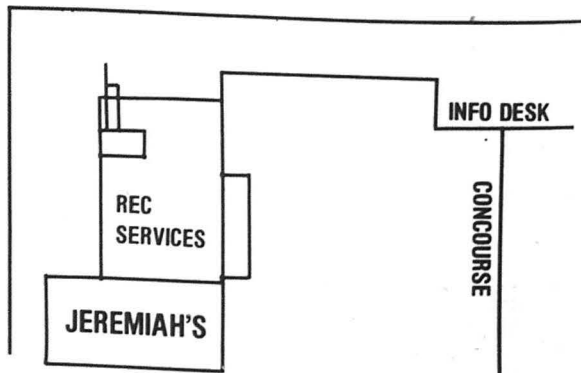 INFO DESK
REC
SERVICES
CONCOURSE
JEREMIAH'S